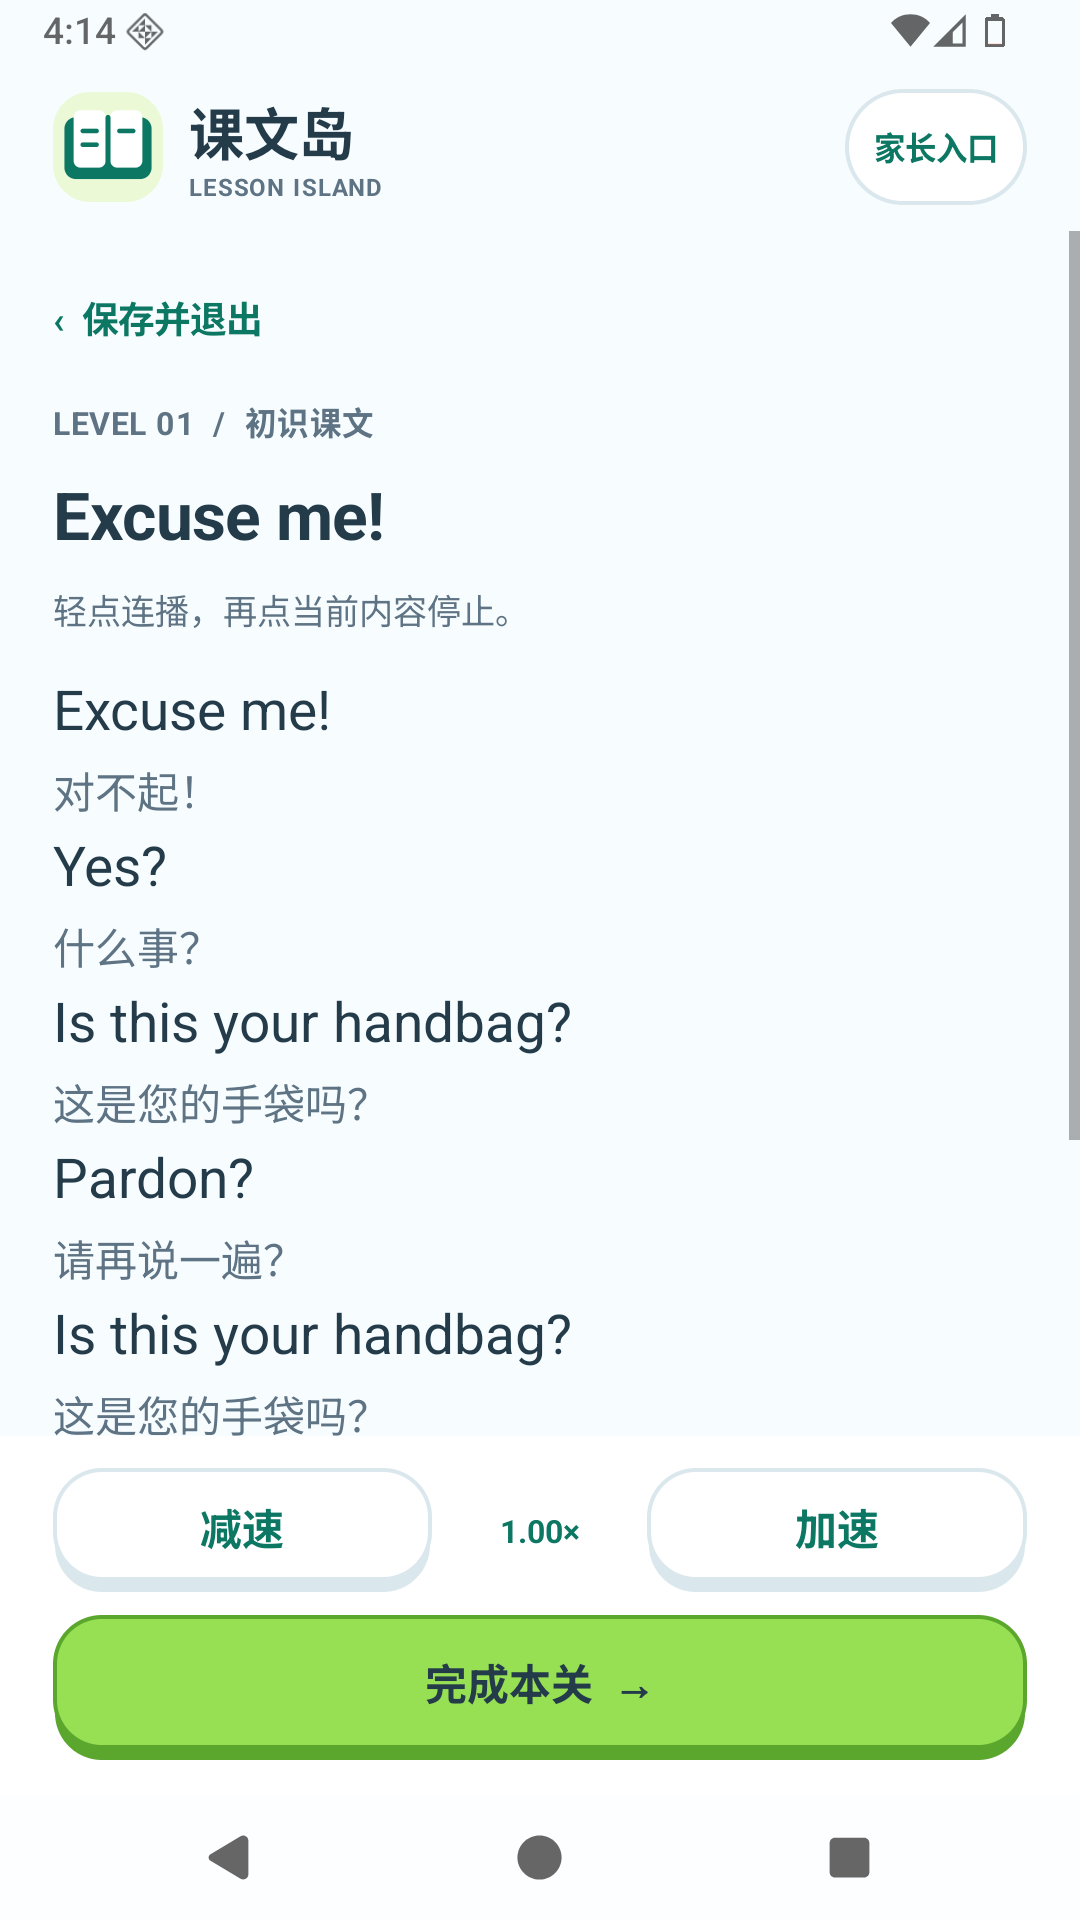 4:14
课文岛
LESSON ISLAND
家长入口
‹ 保存并退出
LEVEL 01 / 初识课文
Excuse me!
轻点连播，再点当前内容停止。
Excuse me!
对不起！
Yes?
什么事？
Is this your handbag?
这是您的手袋吗？
Pardon?
请再说一遍？
Is this your handbag?
这是您的手袋吗？
减速
1.00×
加速
完成本关 →